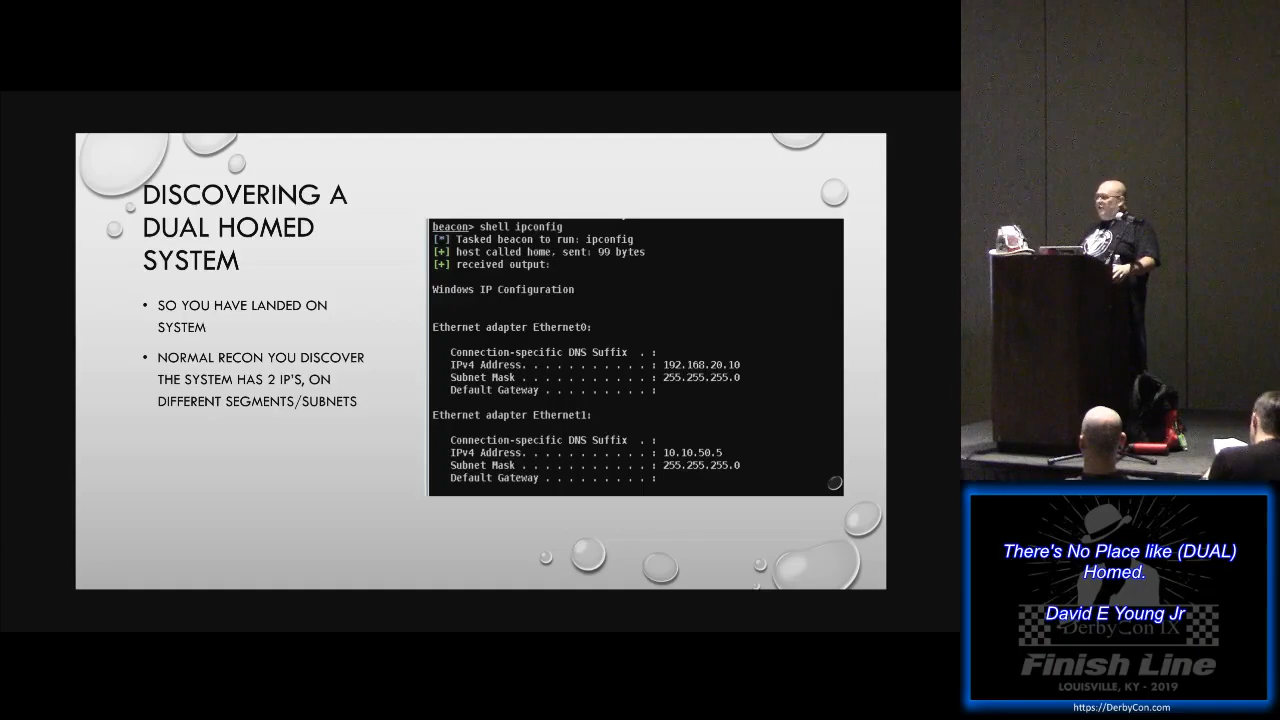 DISCOVERING A
DUAL HOMED
SYSTEM
• SO YOU HAVE LANDED ON
SYSTEM
• NORMAL RECON YOU DISCOVER
THE SYSTEM HAS 2 IP'S, ON
DIFFERENT SEGMENTS/SUBNETS
beacon> shell ipconfig
[*] Tasked beacon to run: ipconfig
[+] host called home, sent: 99 bytes
[+] received output:
Windows IP Configuration
Ethernet adapter Ethernet0:
Connection-specific DNS Suffix . :
IPv4 Address. . . . . . . . . . . : 192.168.20.10
Subnet Mask . . . . . . . . . . . : 255.255.255.0
Default Gateway . . . . . . . . . :
Ethernet adapter Ethernet1:
Connection-specific DNS Suffix . :
IPv4 Address. . . . . . . . . . . : 10.10.50.5
Subnet Mask . . . . . . . . . . . : 255.255.255.0
Default Gateway . . . . . . . . . :
There's No Place like (DUAL)
Homed.
David E Young Jr
DerbyCon IX
Finish Line
LOUISVILLE, KY - 2019
https://DerbyCon.com